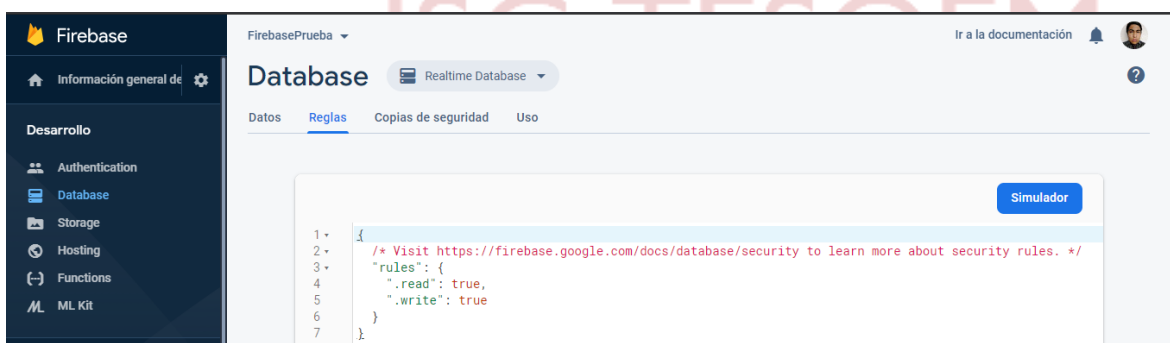 ISC TESOEM
Firebase
FirebasePrueba
Ir a la documentación
Información general de
Database
Realtime Database
Datos
Reglas
Copias de seguridad
Uso
Desarrollo
Authentication
Database
Storage
Hosting
Functions
ML Kit
Simulador
1 {
2 /* Visit https://firebase.google.com/docs/database/security to learn more about security rules. */
3 "rules": {
4 ".read": true,
5 ".write": true
6 }
7 }